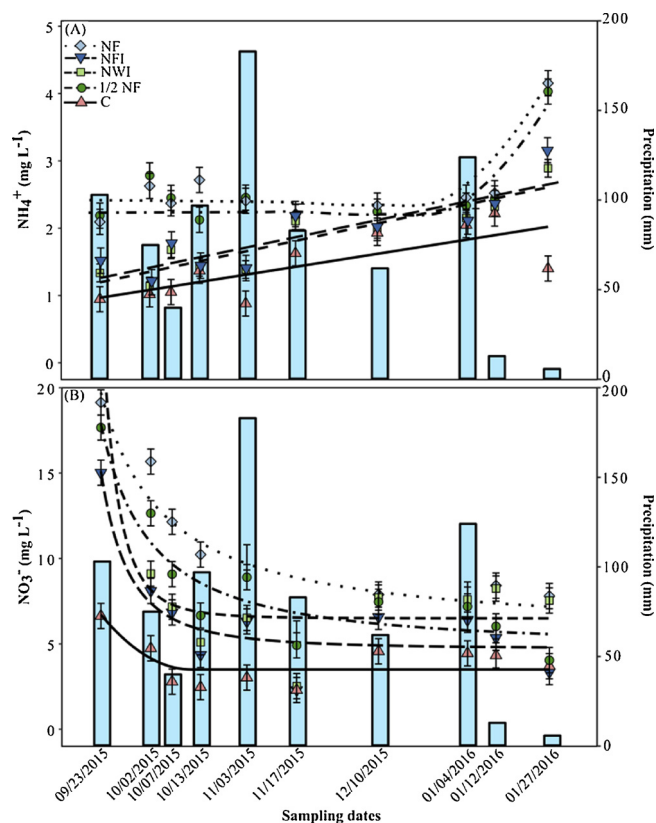 (A)
NF
NFI
NWI
1/2 NF
C
5
4
3
2
1
0
NH4⁺ (mg L⁻¹)
200
150
100
50
0
Precipitation (mm)
(B)
20
15
10
5
0
NO₃⁻ (mg L⁻¹)
200
150
100
50
0
Precipitation (mm)
09/23/2015
10/02/2015
10/07/2015
10/13/2015
11/03/2015
11/17/2015
12/10/2015
01/04/2016
01/12/2016
01/27/2016
Sampling dates